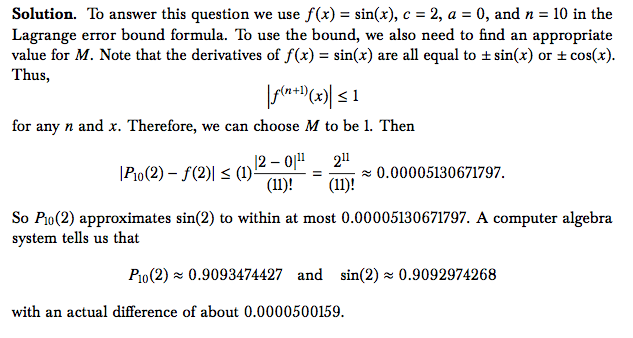 Solution. To answer this question we use f(x) = sin(x), c = 2, a = 0, and n = 10 in the
Lagrange error bound formula. To use the bound, we also need to find an appropriate
value for M. Note that the derivatives of f(x) = sin(x) are all equal to ± sin(x) or ± cos(x).
Thus,
|f⁽ⁿ⁺¹⁾(x)| ≤ 1
for any n and x. Therefore, we can choose M to be 1. Then
|P₁₀(2) − f(2)| ≤ (1) |2 − 0|¹¹/(11)! = 2¹¹/(11)! ≈ 0.00005130671797.
So P₁₀(2) approximates sin(2) to within at most 0.00005130671797. A computer algebra
system tells us that
P₁₀(2) ≈ 0.9093474427 and sin(2) ≈ 0.9092974268
with an actual difference of about 0.0000500159.